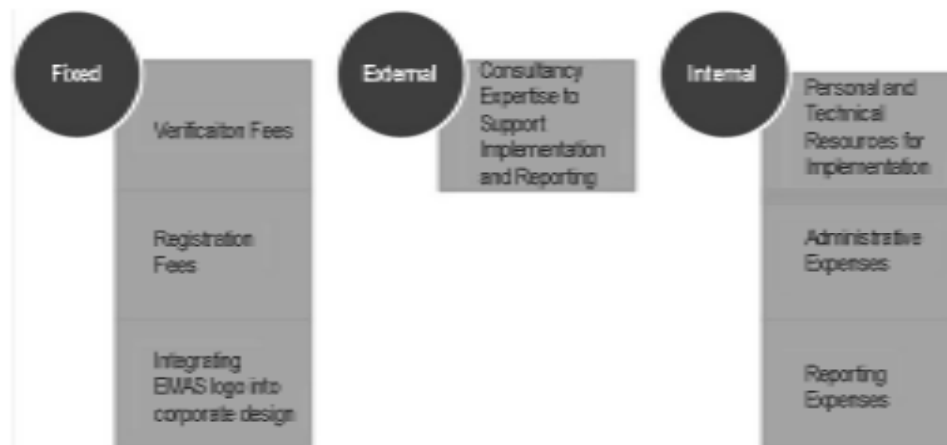 Fixed
Verificaiton Fees
Registration
Fees
Integrating
EMAS logo into
corporate design
External
Consultancy
Expertise to
Support
Implementation
and Reporting
Internal
Personal and
Technical
Resources for
Implementation
Administrative
Expenses
Reporting
Expenses